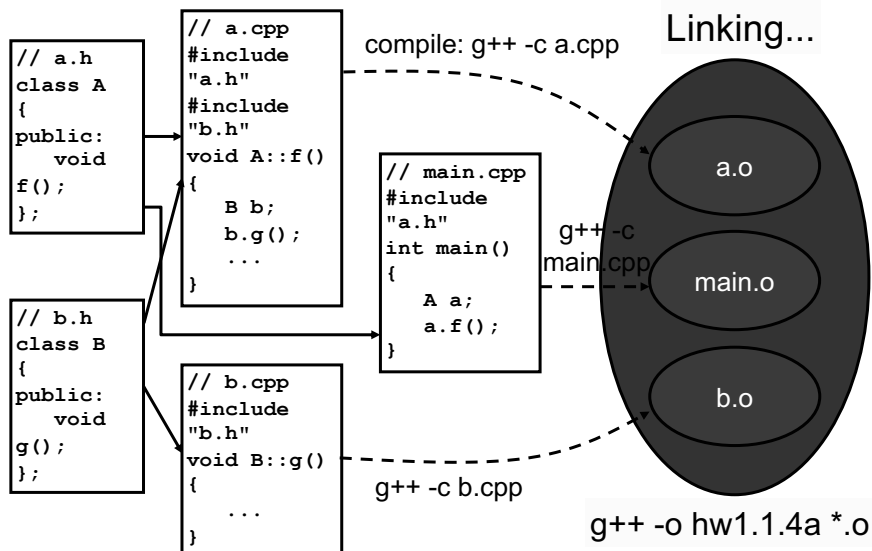 // a.h
class A
{
public:
   void
f();
};
// b.h
class B
{
public:
   void
g();
};
// a.cpp
#include
"a.h"
#include
"b.h"
void A::f()
{
   B b;
   b.g();
   ...
}
// b.cpp
#include
"b.h"
void B::g()
{
   ...
}
// main.cpp
#include
"a.h"
int main()
{
   A a;
   a.f();
}
compile: g++ -c a.cpp
g++ -c
main.cpp
g++ -c b.cpp
Linking...
a.o
main.o
b.o
g++ -o hw1.1.4a *.o